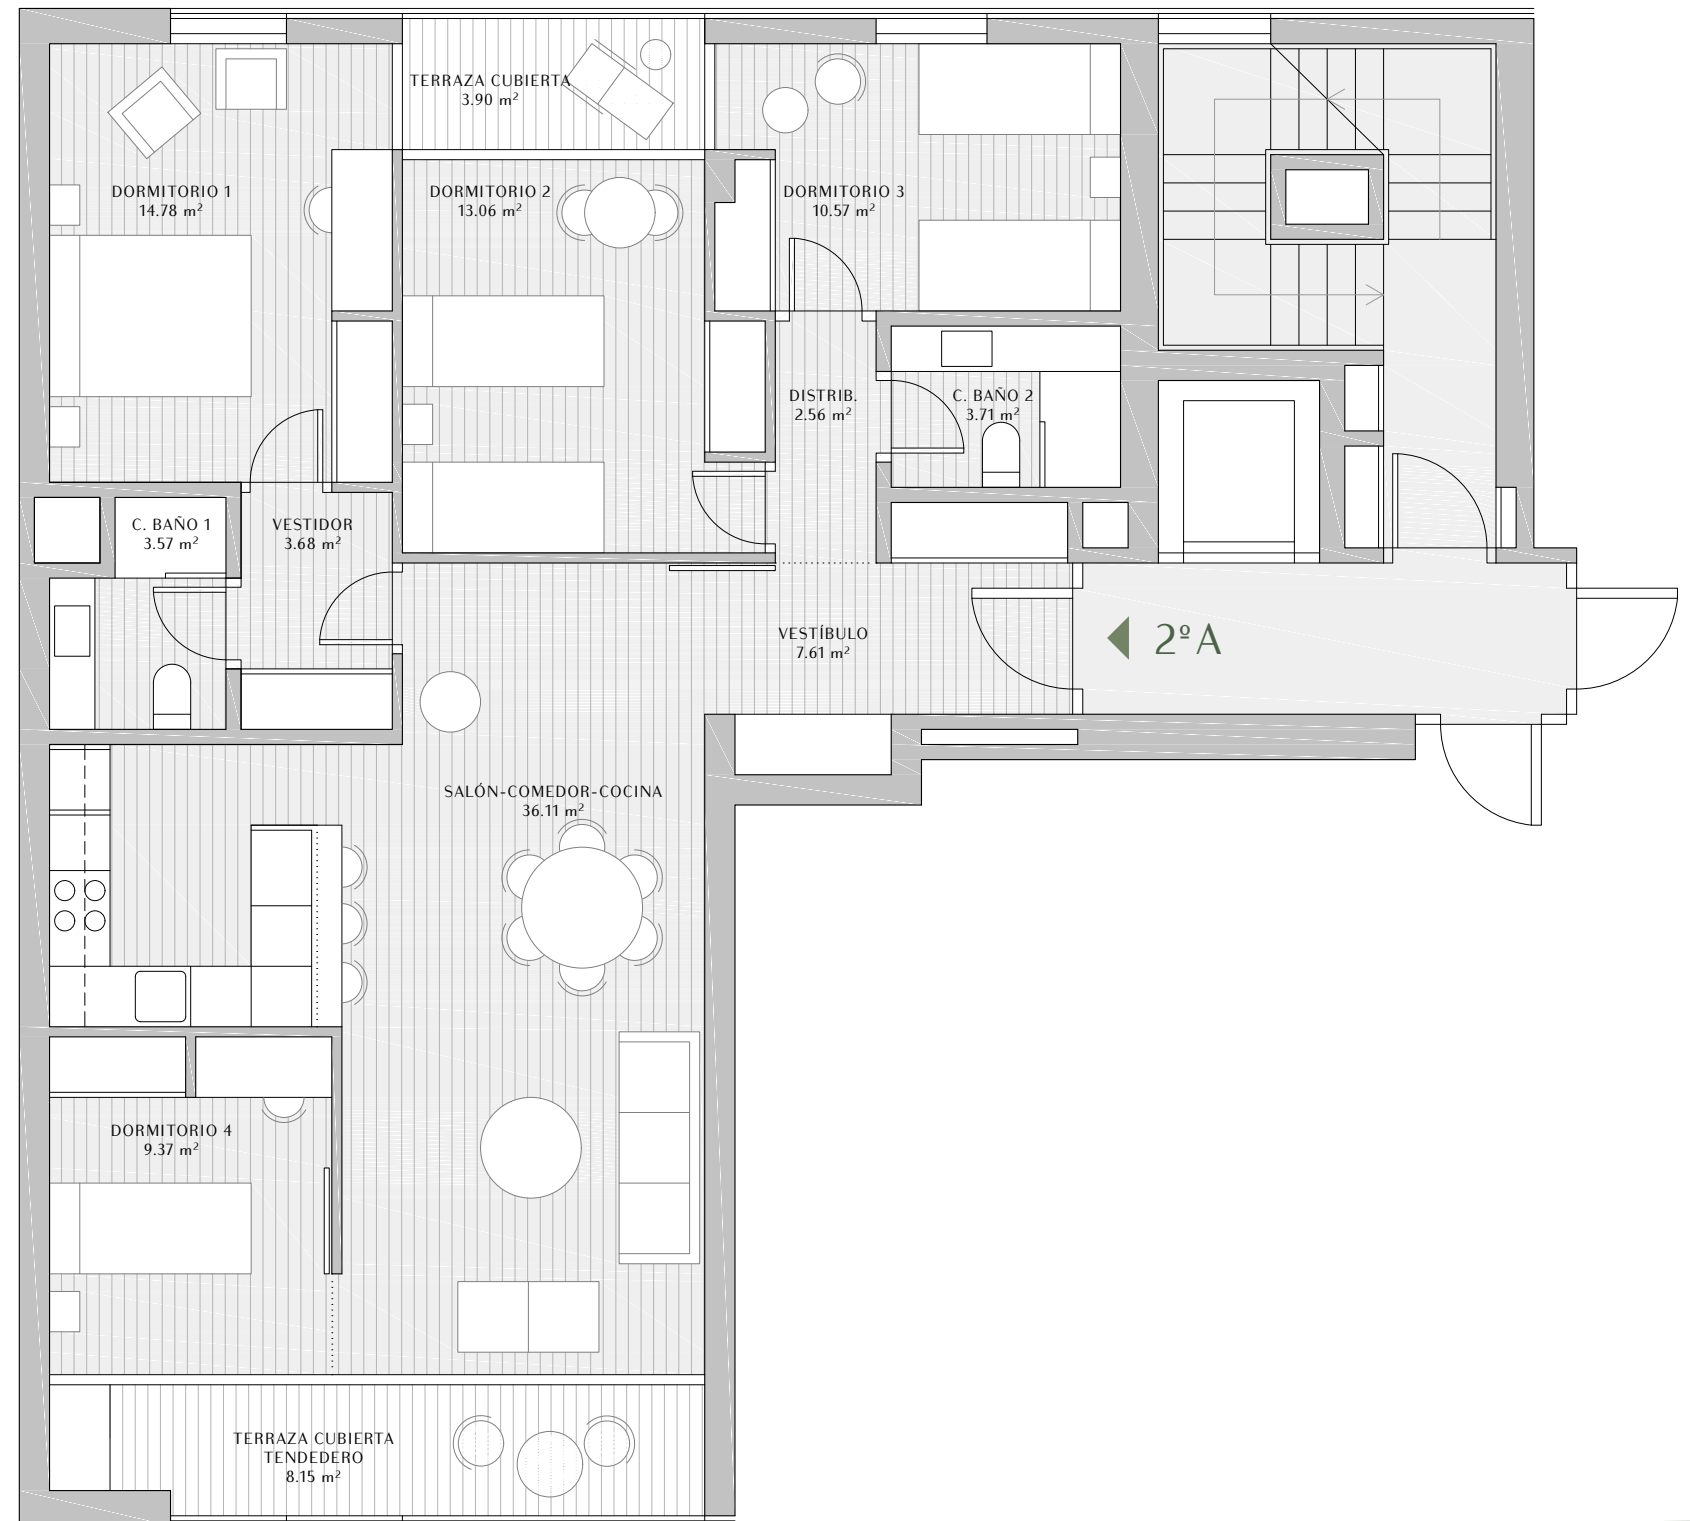 TERRAZA CUBIERTA
3.90 m²
DORMITORIO 1
14.78 m²
DORMITORIO 2
13.06 m²
DORMITORIO 3
10.57 m²
DISTRIB.
2.56 m²
C. BAÑO 2
3.71 m²
C. BAÑO 1
3.57 m²
VESTIDOR
3.68 m²
VESTÍBULO
7.61 m²
2ºA
SALÓN-COMEDOR-COCINA
36.11 m²
DORMITORIO 4
9.37 m²
TERRAZA CUBIERTA
TENDEDERO
8.15 m²